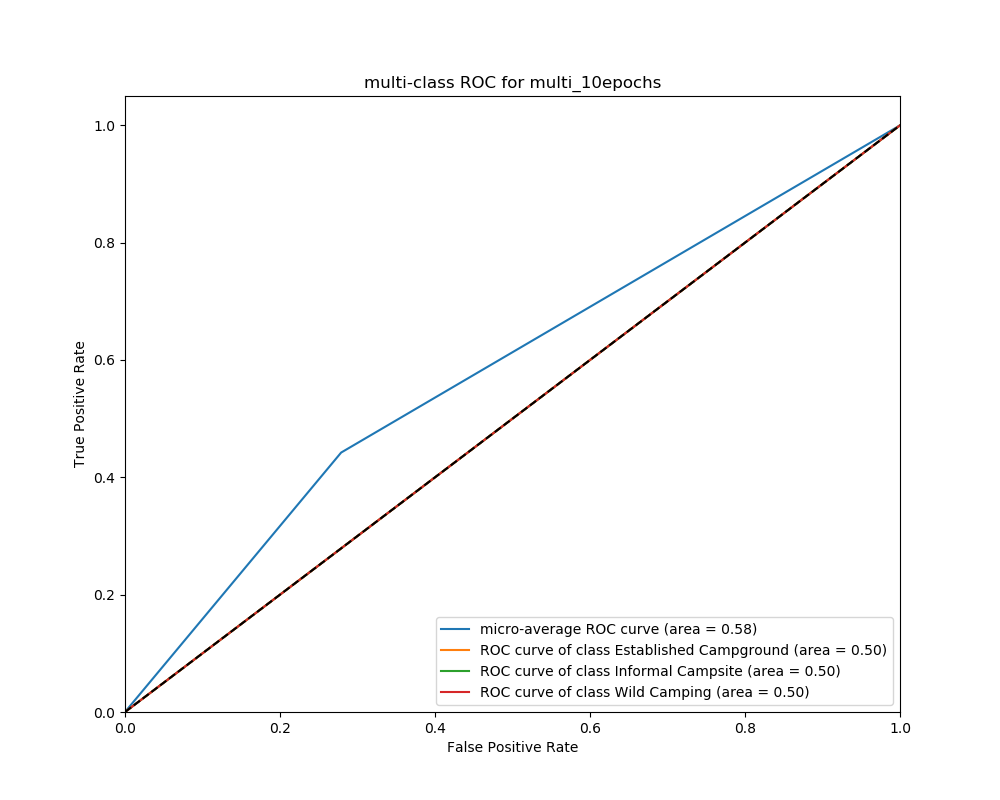 multi-class ROC for multi_10epochs
1.0
0.8
0.6
0.4
0.2
0.0
True Positive Rate
micro-average ROC curve (area = 0.58)
ROC curve of class Established Campground (area = 0.50)
ROC curve of class Informal Campsite (area = 0.50)
ROC curve of class Wild Camping (area = 0.50)
0.0 0.2 0.4 0.6 0.8 1.0
False Positive Rate